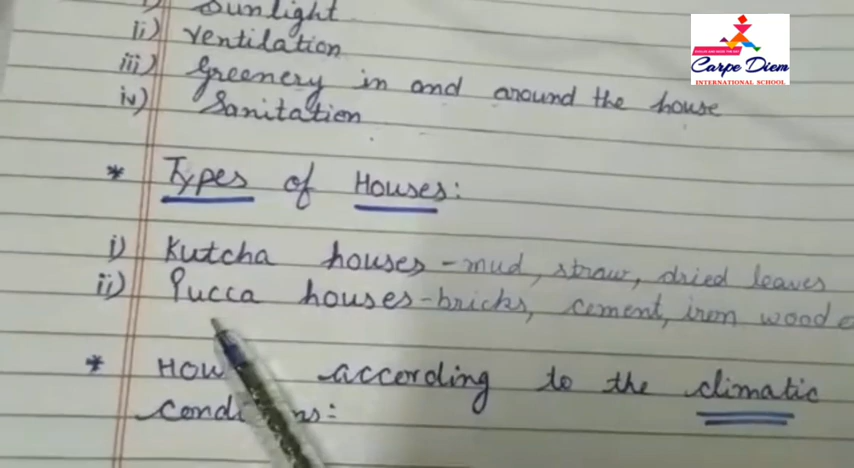 i) Sunlight
ii) Ventilation
iii) Greenery in and around the house
iv) Sanitation
* Types of Houses:
i) Kutcha houses - mud, straw, dried leaves
ii) Pucca houses - bricks, cement, iron wood
* according to the climatic
Carpe Diem
INTERNATIONAL SCHOOL